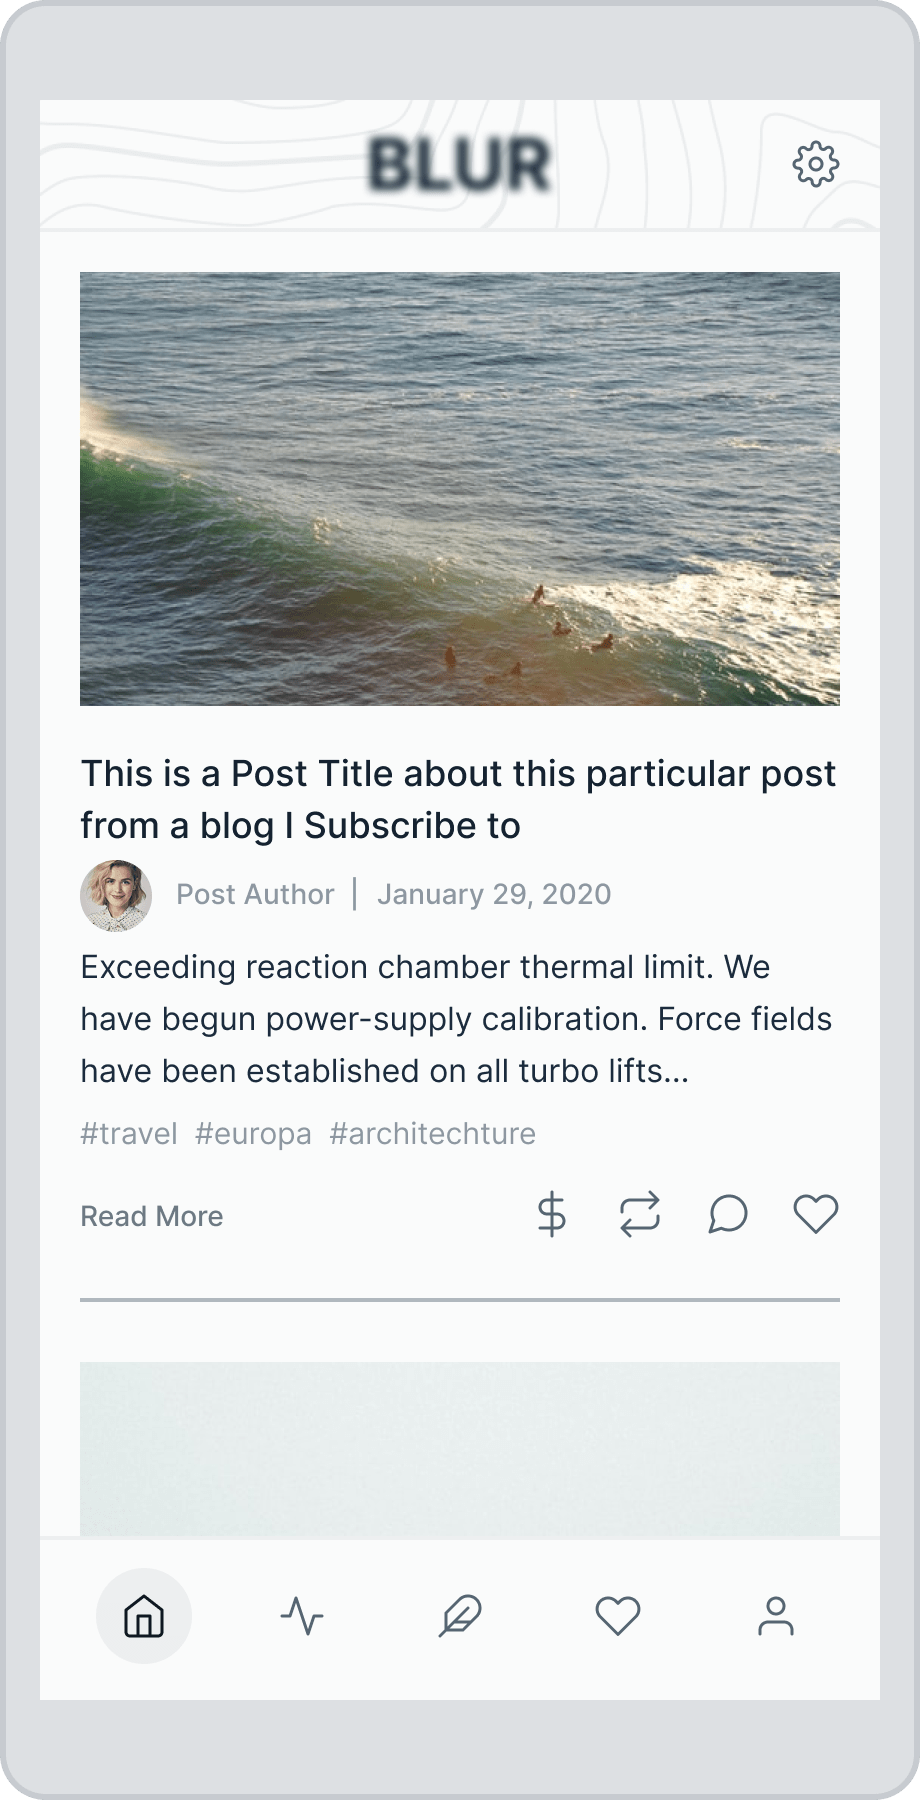 BLUR
This is a Post Title about this particular post
from a blog I Subscribe to
Post Author | January 29, 2020
Exceeding reaction chamber thermal limit. We
have begun power-supply calibration. Force fields
have been established on all turbo lifts...
#travel #europa #architechture
Read More